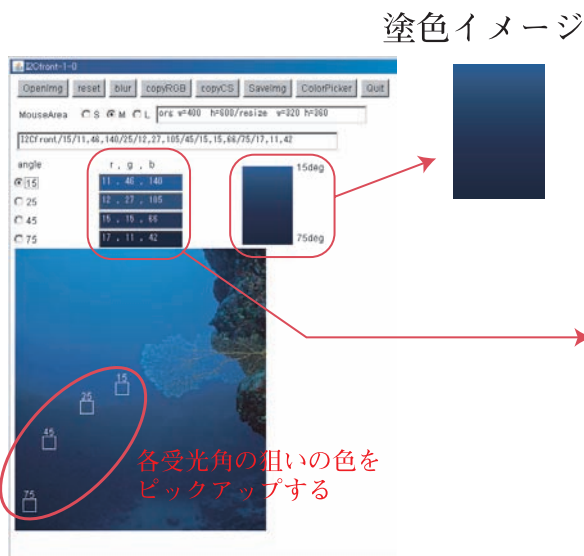 塗色イメージ
I2Cfront-1-0
OpenImg reset blur copyRGB copyCS SaveImg ColorPicker Quit
MouseArea S M L org w=400 h=600/resize w=320 h=360
I2Cfront/15/11,46,140/25/12,27,105/45/15,15,66/75/17,11,42
angle r , g , b
15 11 , 46 , 140 15deg
25 12 , 27 , 105
45 15 , 15 , 66
75 17 , 11 , 42 75deg
15
25
45
各受光角の狙いの色を
ピックアップする
75